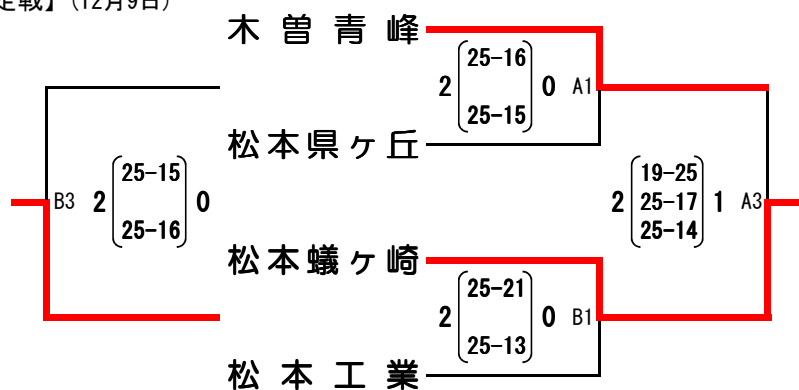 定戦】(12月9日)
木曽青峰
2 25-16 0 A1
25-15
松本県ヶ丘
B3 2 25-15 0
25-16
2 19-25 1 A3
25-17
25-14
松本蟻ヶ崎
2 25-21 0 B1
25-13
松本工業